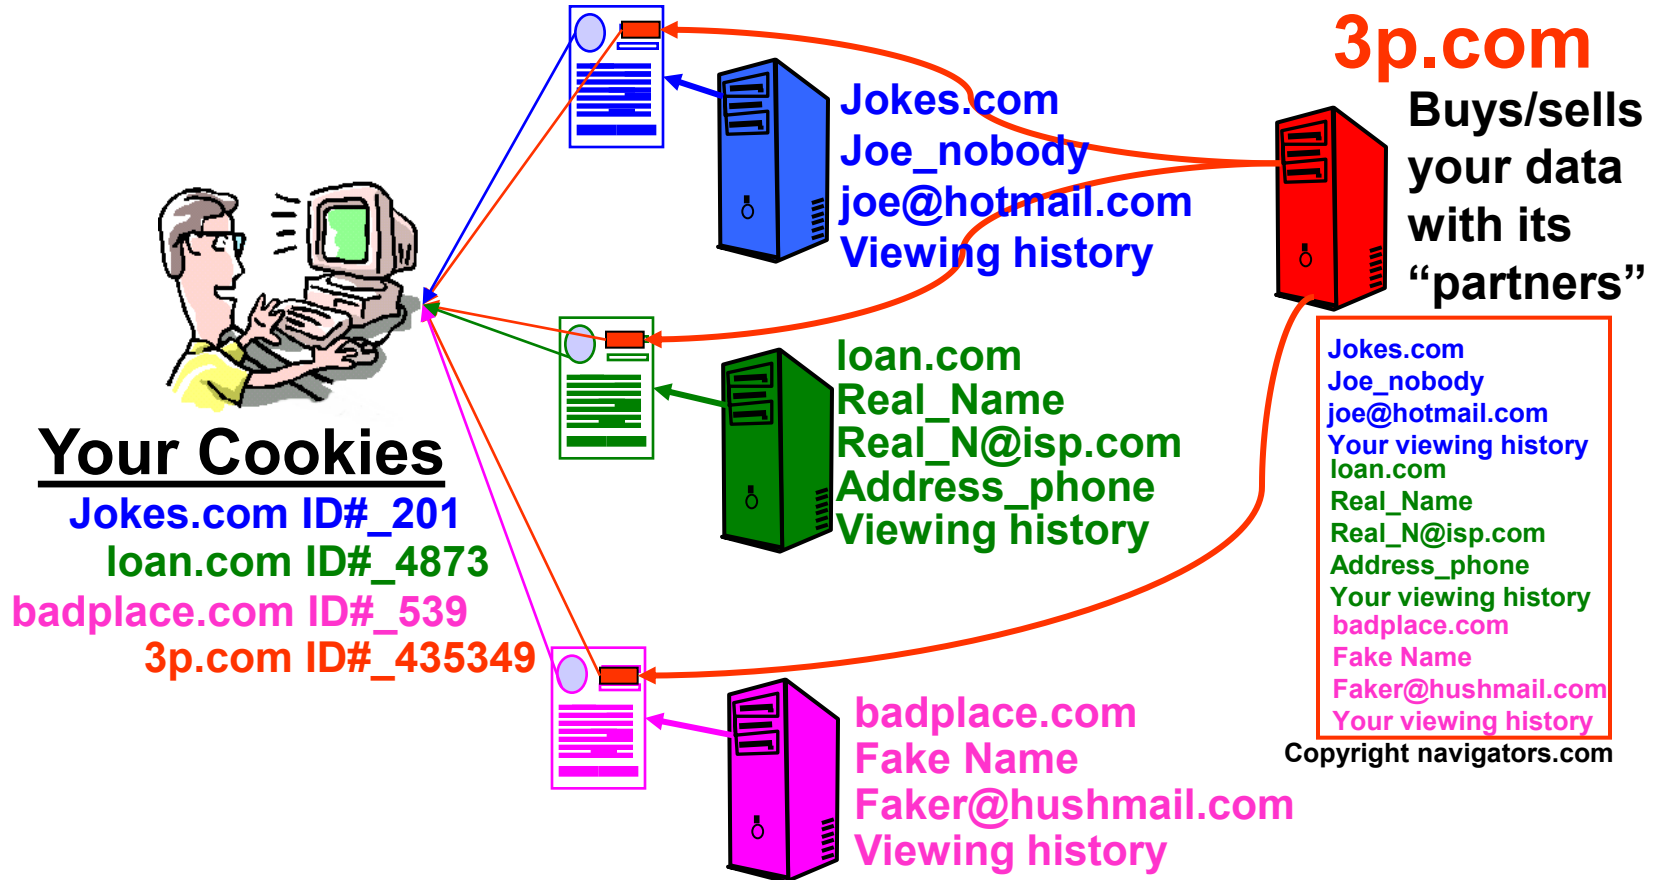 3p.com
Buys/sells
your data
with its
“partners”
Jokes.com
Joe_nobody
joe@hotmail.com
Viewing history
loan.com
Real_Name
Real_N@isp.com
Address_phone
Viewing history
badplace.com
Fake Name
Faker@hushmail.com
Viewing history
Your Cookies
Jokes.com ID#_201
loan.com ID#_4873
badplace.com ID#_539
3p.com ID#_435349
Jokes.com
Joe_nobody
joe@hotmail.com
Your viewing history
loan.com
Real_Name
Real_N@isp.com
Address_phone
Your viewing history
badplace.com
Fake Name
Faker@hushmail.com
Your viewing history
Copyright navigators.com